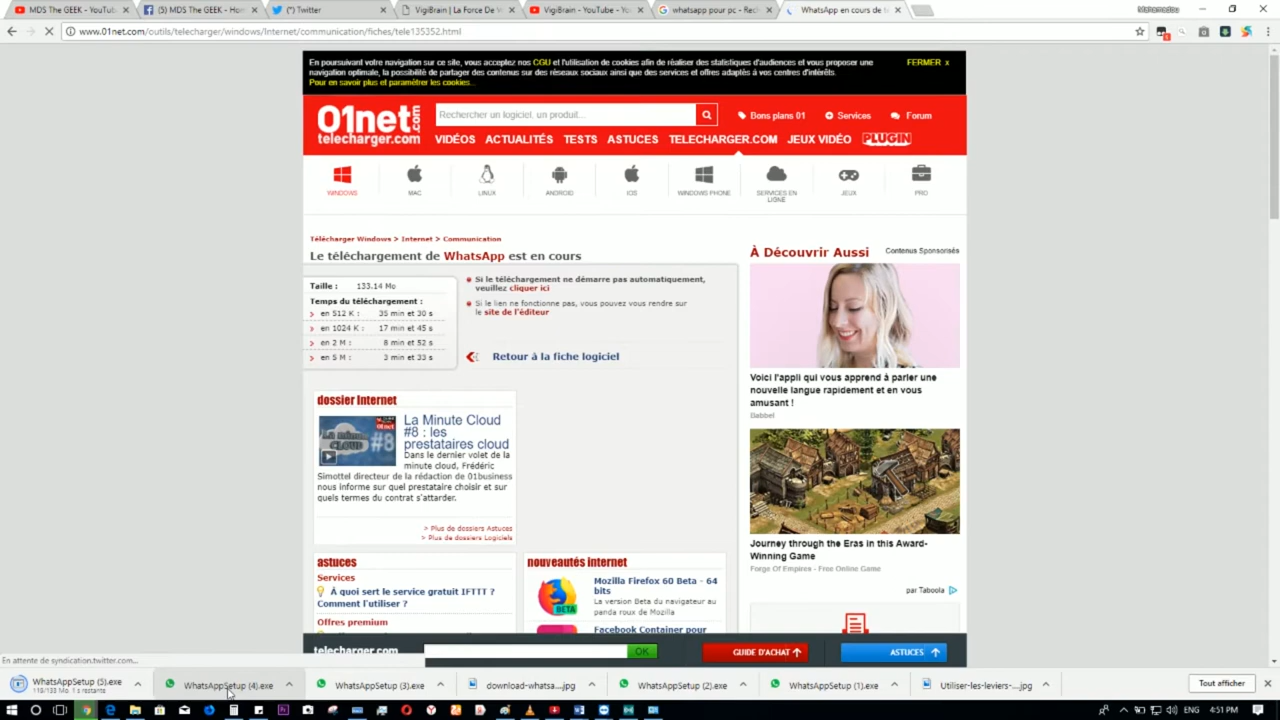 MDS THE GEEK - YouTube
(5) MDS THE GEEK - Hom
(*) Twitter
VigiBrain | La Force De V
VigiBrain - YouTube - Yo
whatsapp pour pc - Rech
WhatsApp en cours de té
Mahamadou
www.01net.com/outils/telecharger/windows/Internet/communication/fiches/tele135352.html
En poursuivant votre navigation sur ce site, vous acceptez nos CGU et l'utilisation de cookies afin de réaliser des statistiques d'audiences et vous proposer une
navigation optimale, la possibilité de partager des contenus sur des réseaux sociaux ainsi que des services et offres adaptés à vos centres d'intérêts.
Pour en savoir plus et paramétrer les cookies...
FERMER x
01net.com
telecharger.com
Rechercher un logiciel, un produit...
Bons plans 01
Services
Forum
VIDÉOS ACTUALITÉS TESTS ASTUCES TELECHARGER.COM JEUX VIDÉO PLUGIN
WINDOWS
MAC
LINUX
ANDROID
IOS
WINDOWS PHONE
SERVICES EN
LIGNE
JEUX
PRO
Télécharger Windows > Internet > Communication
Le téléchargement de WhatsApp est en cours
Taille : 133.14 Mo
Temps du téléchargement :
en 512 K : 35 min et 30 s
en 1024 K : 17 min et 45 s
en 2 M : 8 min et 52 s
en 5 M : 3 min et 33 s
Si le téléchargement ne démarre pas automatiquement,
veuillez cliquer ici
Si le lien ne fonctionne pas, vous pouvez vous rendre sur
le site de l'éditeur
Retour à la fiche logiciel
dossier Internet
LA MINUTE
CLOUD
#8
La Minute Cloud
#8 : les
prestataires cloud
Dans le dernier volet de la
minute cloud, Frédéric
Simottel directeur de la rédaction de 01business
nous informe sur quel prestataire choisir et sur
quels termes du contrat s'attarder.
> Plus de dossiers Astuces
> Plus de dossiers Logiciels
astuces
Services
À quoi sert le service gratuit IFTTT ?
Comment l'utiliser ?
Offres premium
nouveautés internet
BETA
Mozilla Firefox 60 Beta - 64
bits
La version Beta du navigateur au
panda roux de Mozilla
Facebook Container pour
À Découvrir Aussi
Contenus Sponsorisés
Voici l'appli qui vous apprend à parler une
nouvelle langue rapidement et en vous
amusant !
Babbel
Journey through the Eras in this Award-
Winning Game
Forge Of Empires - Free Online Game
par Taboola
telecharger.com
OK
GUIDE D'ACHAT
ASTUCES
En attente de syndication.twitter.com...
WhatsAppSetup (5).exe
118/133 Mo, 1 s restante
WhatsAppSetup (4).exe
WhatsAppSetup (3).exe
download-whatsa....jpg
WhatsAppSetup (2).exe
WhatsAppSetup (1).exe
Utiliser-les-leviers-....jpg
Tout afficher
ENG
4:51 PM